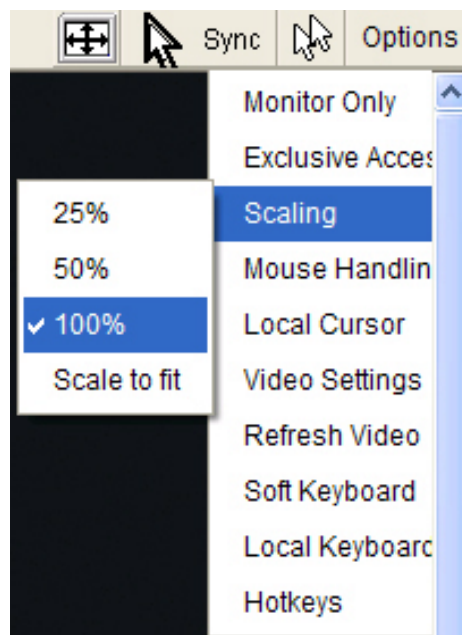 Sync Options
Monitor Only
Exclusive Acces
Scaling
Mouse Handlin
Local Cursor
Video Settings
Refresh Video
Soft Keyboard
Local Keyboard
Hotkeys
25%
50%
100%
Scale to fit